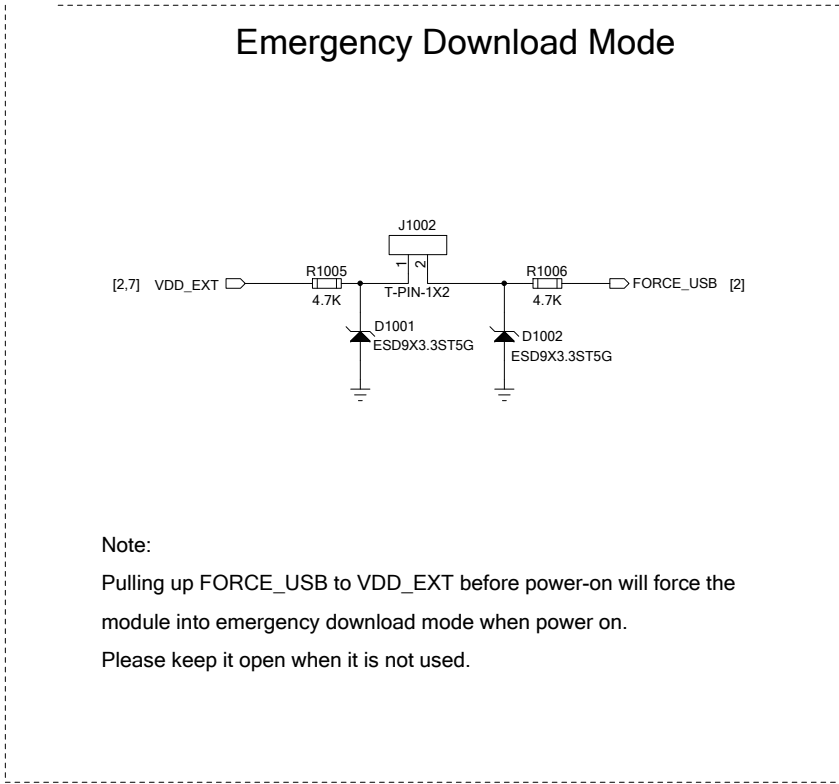 Emergency Download Mode
J1002
[2,7] VDD_EXT R1005 1 2 R1006 FORCE_USB [2]
4.7K T-PIN-1X2 4.7K
D1001 D1002
ESD9X3.3ST5G ESD9X3.3ST5G
Note:
Pulling up FORCE_USB to VDD_EXT before power-on will force the
module into emergency download mode when power on.
Please keep it open when it is not used.